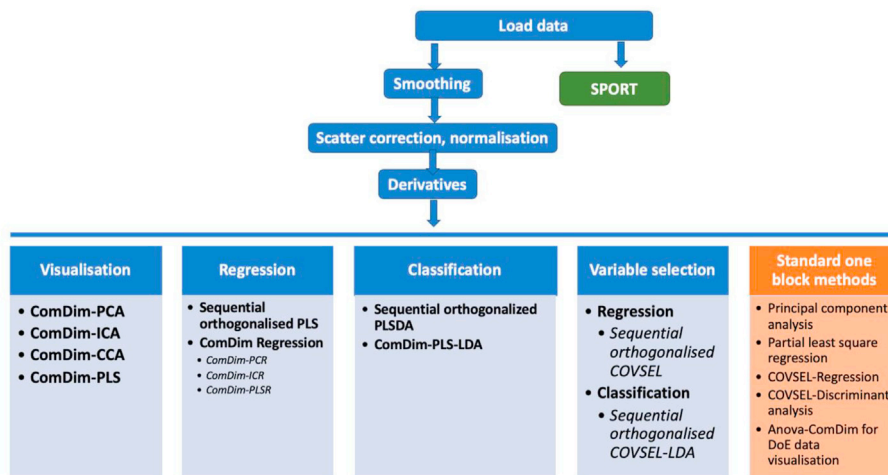 Load data
Smoothing
SPORT
Scatter correction, normalisation
Derivatives
Visualisation
• ComDim-PCA
• ComDim-ICA
• ComDim-CCA
• ComDim-PLS
Regression
• Sequential
orthogonalised PLS
• ComDim Regression
• ComDim-PCR
• ComDim-ICR
• ComDim-PLSR
Classification
• Sequential orthogonalized
PLSDA
• ComDim-PLS-LDA
Variable selection
• Regression
• Sequential
orthogonalised
COVSEL
• Classification
• Sequential
orthogonalised
COVSEL-LDA
Standard one
block methods
• Principal component
analysis
• Partial least square
regression
• COVSEL-Regression
• COVSEL-Discriminant
analysis
• Anova-ComDim for
DoE data
visualisation